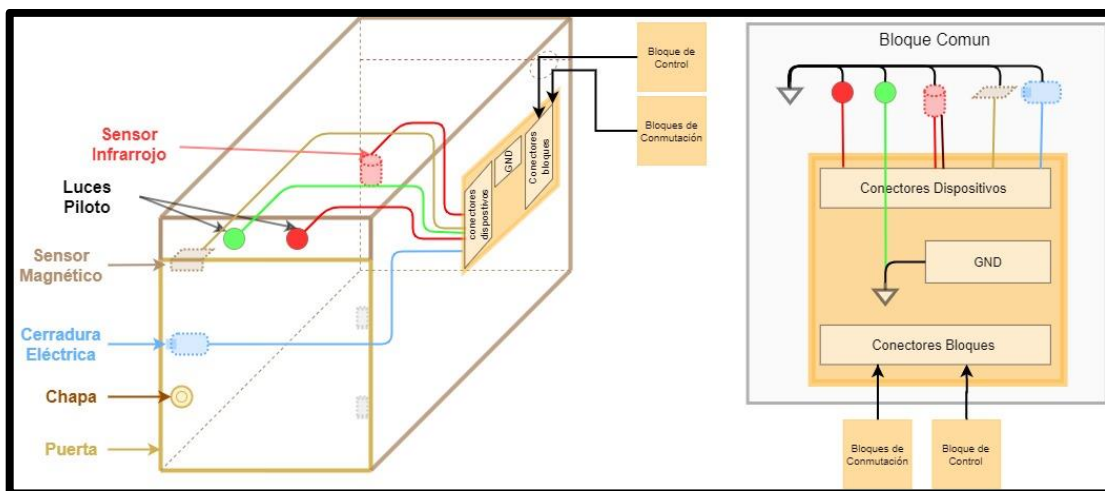 Sensor
Infrarrojo
Luces
Piloto
Sensor
Magnético
Cerradura
Eléctrica
Chapa
Puerta
conectores
dispostivos
GND
Conectores
bloques
Bloque de
Control
Bloques de
Conmutación
Bloque Comun
Conectores Dispositivos
GND
Conectores Bloques
Bloques de
Conmutación
Bloque de
Control